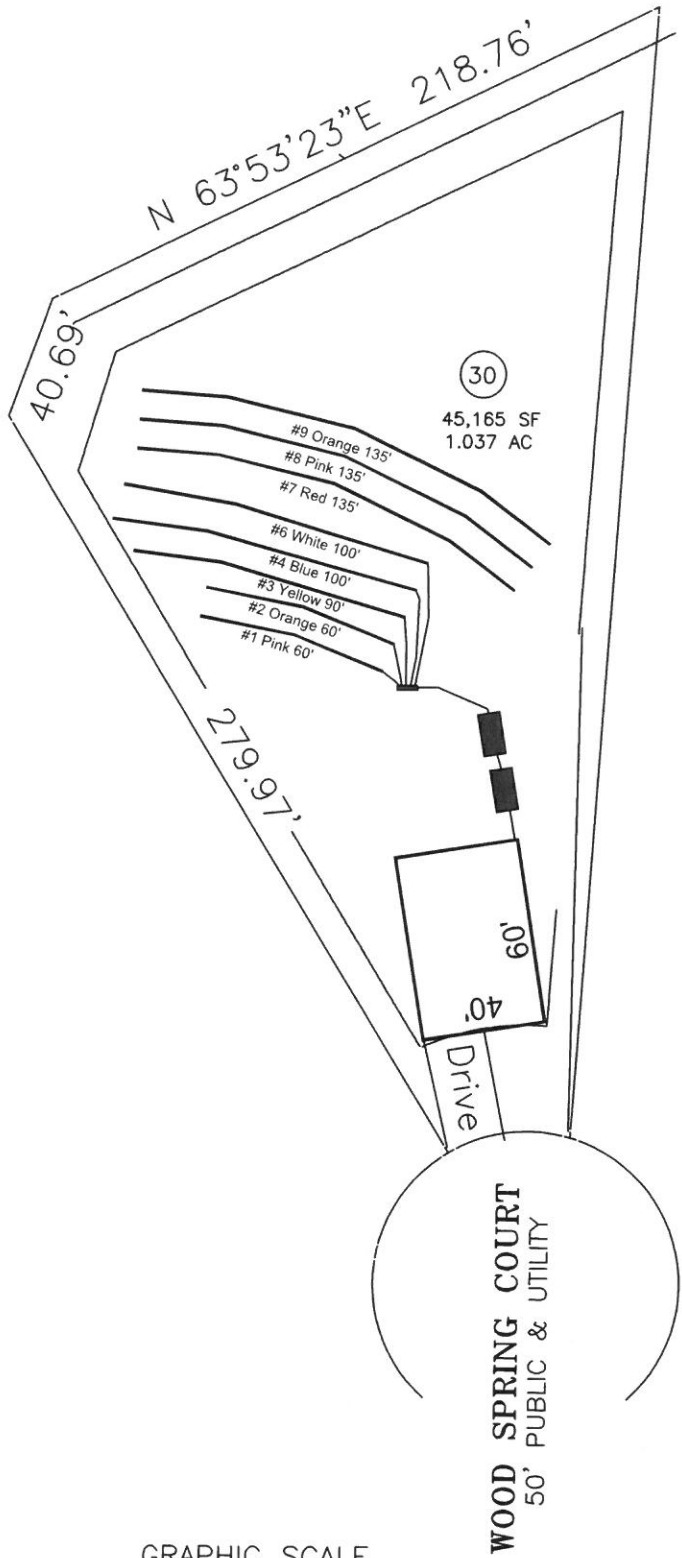 N 63°53'23"E 218.76'
40.69'
30
45,165 SF
1.037 AC
#9 Orange 135'
#8 Pink 135'
#7 Red 135'
#6 White 100'
#4 Blue 100'
#3 Yellow 90'
#2 Orange 60'
#1 Pink 60'
279.97'
60'
40'
Drive
WOOD SPRING COURT
50' PUBLIC & UTILITY
GRAPHIC SCALE